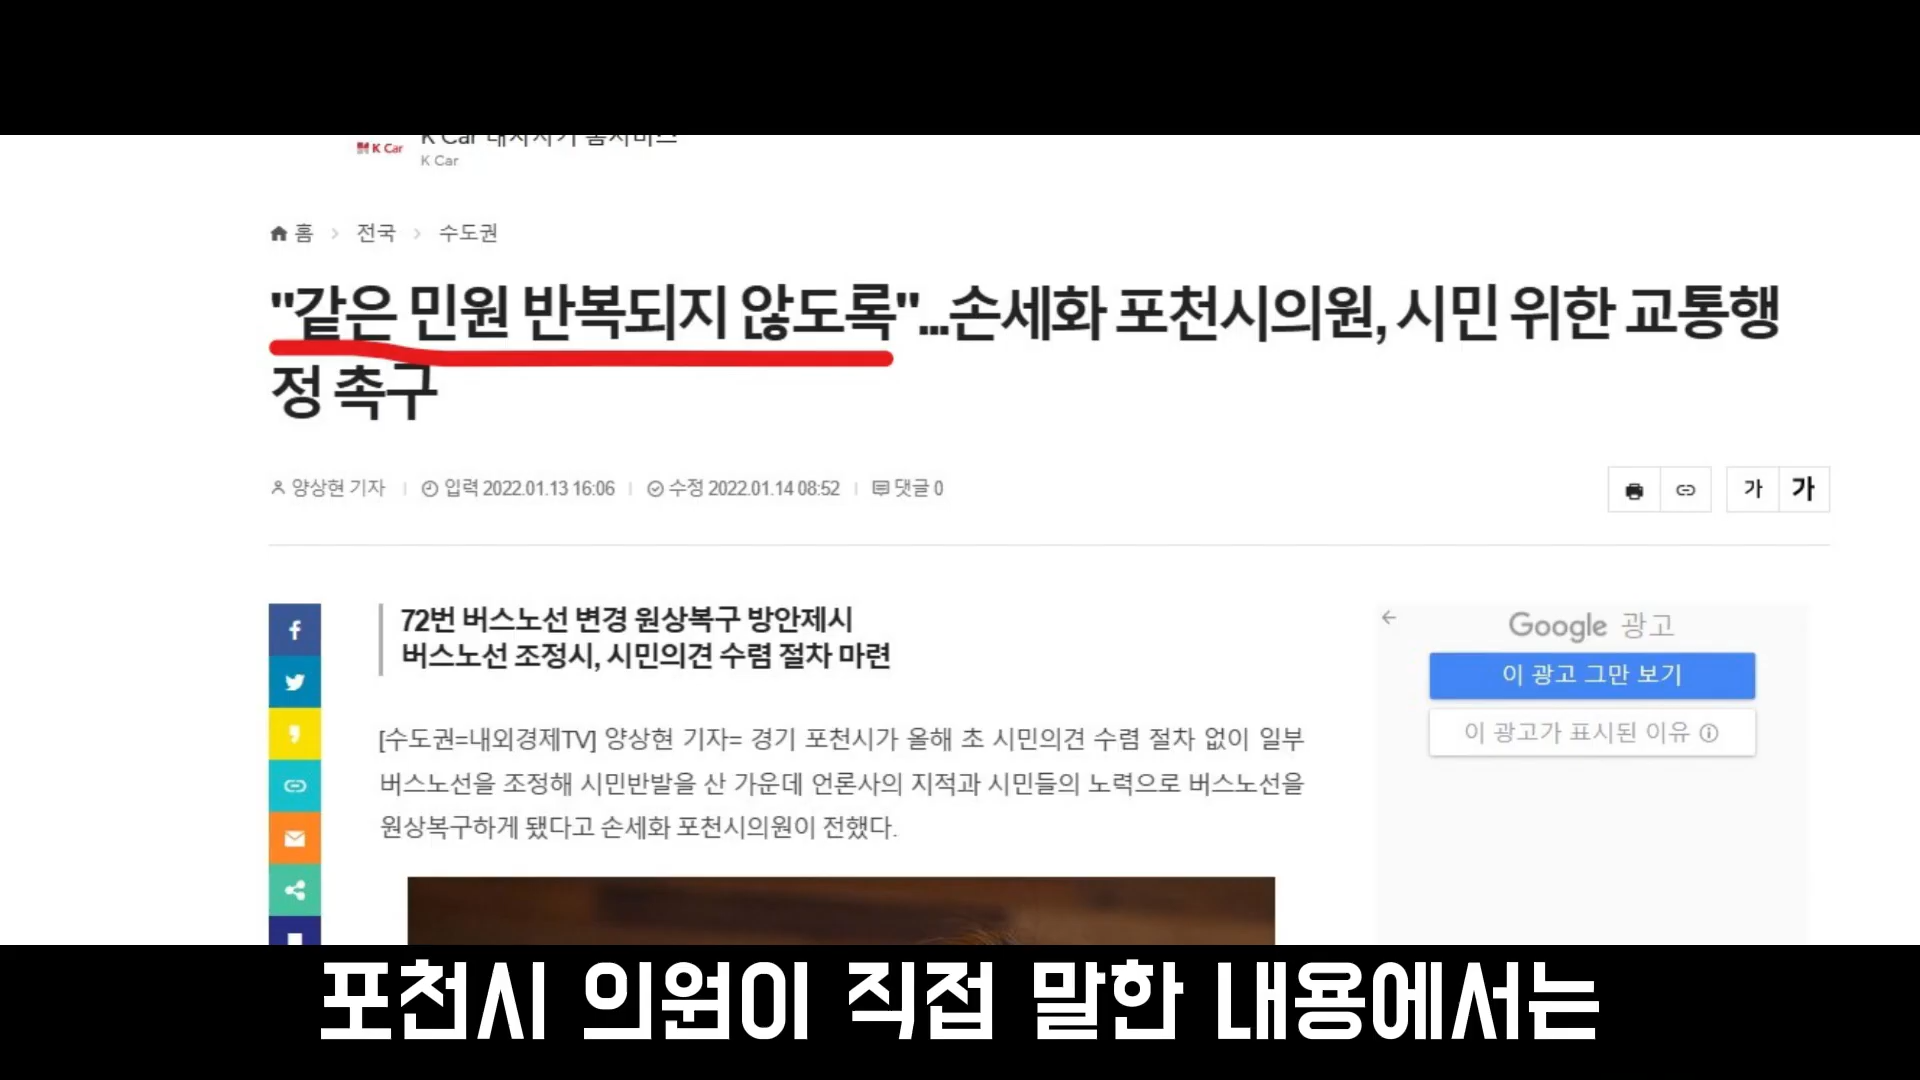 K Car
K Car
홈 > 전국 > 수도권
"같은 민원 반복되지 않도록"...손세화 포천시의원, 시민 위한 교통행
정 촉구
양상현 기자 | 입력 2022.01.13 16:06 | 수정 2022.01.14 08:52 | 댓글 0
가 가
72번 버스노선 변경 원상복구 방안제시
버스노선 조정시, 시민의견 수렴 절차 마련
Google 광고
이 광고 그만 보기
이 광고가 표시된 이유
[수도권=내외경제TV] 양상현 기자= 경기 포천시가 올해 초 시민의견 수렴 절차 없이 일부
버스노선을 조정해 시민반발을 산 가운데 언론사의 지적과 시민들의 노력으로 버스노선을
원상복구하게 됐다고 손세화 포천시의원이 전했다.
포천시 의원이 직접 말한 내용에서는